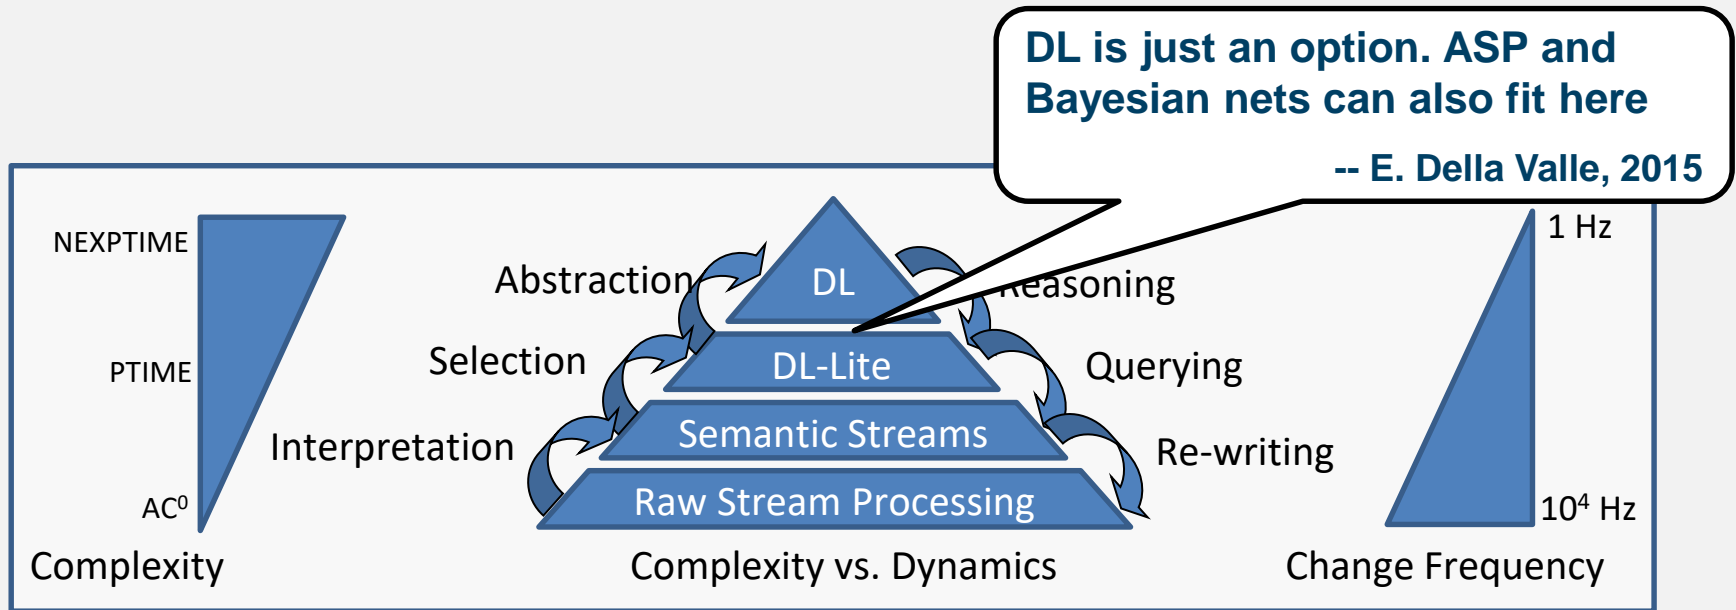 DL is just an option. ASP and
Bayesian nets can also fit here
-- E. Della Valle, 2015
NEXPTIME
PTIME
AC⁰
Complexity
Abstraction
Selection
Interpretation
DL
DL-Lite
Semantic Streams
Raw Stream Processing
Complexity vs. Dynamics
Reasoning
Querying
Re-writing
1 Hz
10⁴ Hz
Change Frequency